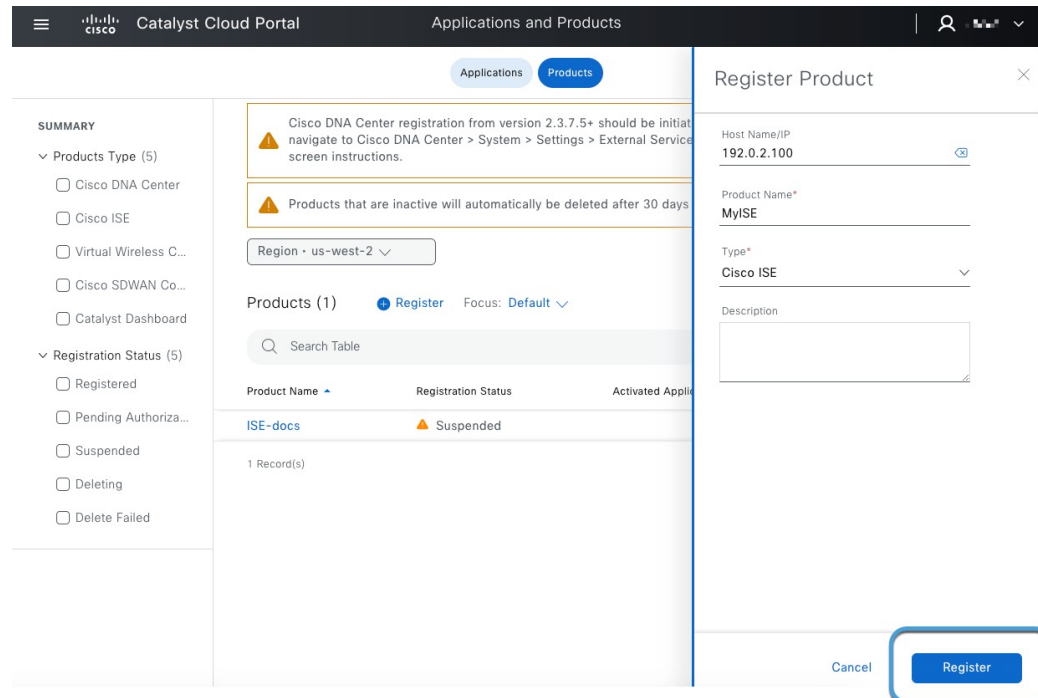 cisco Catalyst Cloud Portal
Applications and Products
Applications
Products
SUMMARY
Products Type (5)
Cisco DNA Center
Cisco ISE
Virtual Wireless C...
Cisco SDWAN Co...
Catalyst Dashboard
Registration Status (5)
Registered
Pending Authoriza...
Suspended
Deleting
Delete Failed
Cisco DNA Center registration from version 2.3.7.5+ should be initiat
navigate to Cisco DNA Center > System > Settings > External Service
screen instructions.
Products that are inactive will automatically be deleted after 30 days
Region • us-west-2
Products (1)
Register
Focus: Default
Search Table
Product Name
Registration Status
Activated Applic
ISE-docs
Suspended
1 Record(s)
Register Product
Host Name/IP
192.0.2.100
Product Name*
MyISE
Type*
Cisco ISE
Description
Cancel
Register